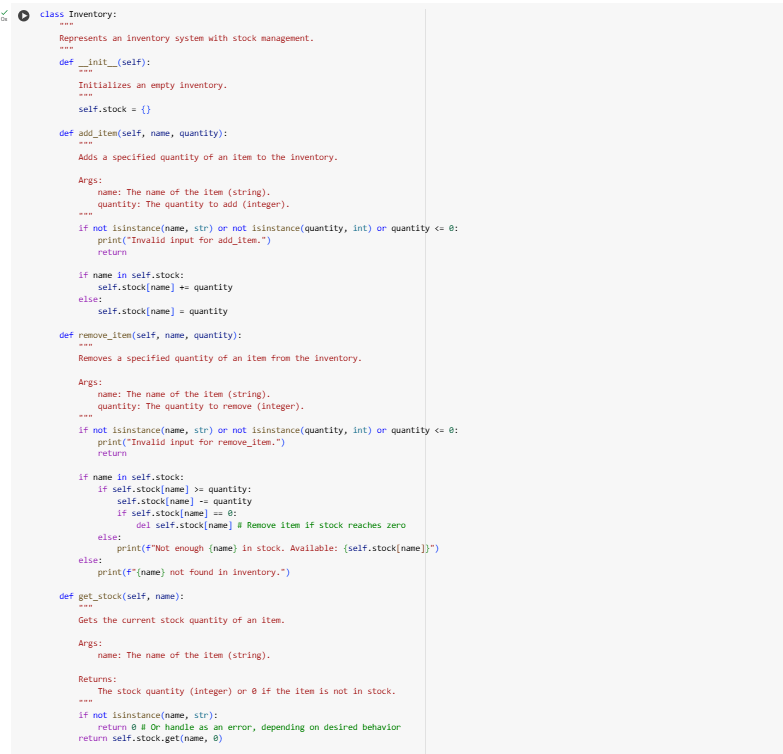 class Inventory:
    """
    Represents an inventory system with stock management.
    """
    def __init__(self):
        """
        Initializes an empty inventory.
        """
        self.stock = {}

    def add_item(self, name, quantity):
        """
        Adds a specified quantity of an item to the inventory.

        Args:
            name: The name of the item (string).
            quantity: The quantity to add (integer).
        """
        if not isinstance(name, str) or not isinstance(quantity, int) or quantity <= 0:
            print("Invalid input for add_item.")
            return

        if name in self.stock:
            self.stock[name] += quantity
        else:
            self.stock[name] = quantity

    def remove_item(self, name, quantity):
        """
        Removes a specified quantity of an item from the inventory.

        Args:
            name: The name of the item (string).
            quantity: The quantity to remove (integer).
        """
        if not isinstance(name, str) or not isinstance(quantity, int) or quantity <= 0:
            print("Invalid input for remove_item.")
            return

        if name in self.stock:
            if self.stock[name] >= quantity:
                self.stock[name] -= quantity
                if self.stock[name] == 0:
                    del self.stock[name] # Remove item if stock reaches zero
            else:
                print(f"Not enough {name} in stock. Available: {self.stock[name]}")
        else:
            print(f"{name} not found in inventory.")

    def get_stock(self, name):
        """
        Gets the current stock quantity of an item.

        Args:
            name: The name of the item (string).

        Returns:
            The stock quantity (integer) or 0 if the item is not in stock.
        """
        if not isinstance(name, str):
            return 0 # Or handle as an error, depending on desired behavior
        return self.stock.get(name, 0)